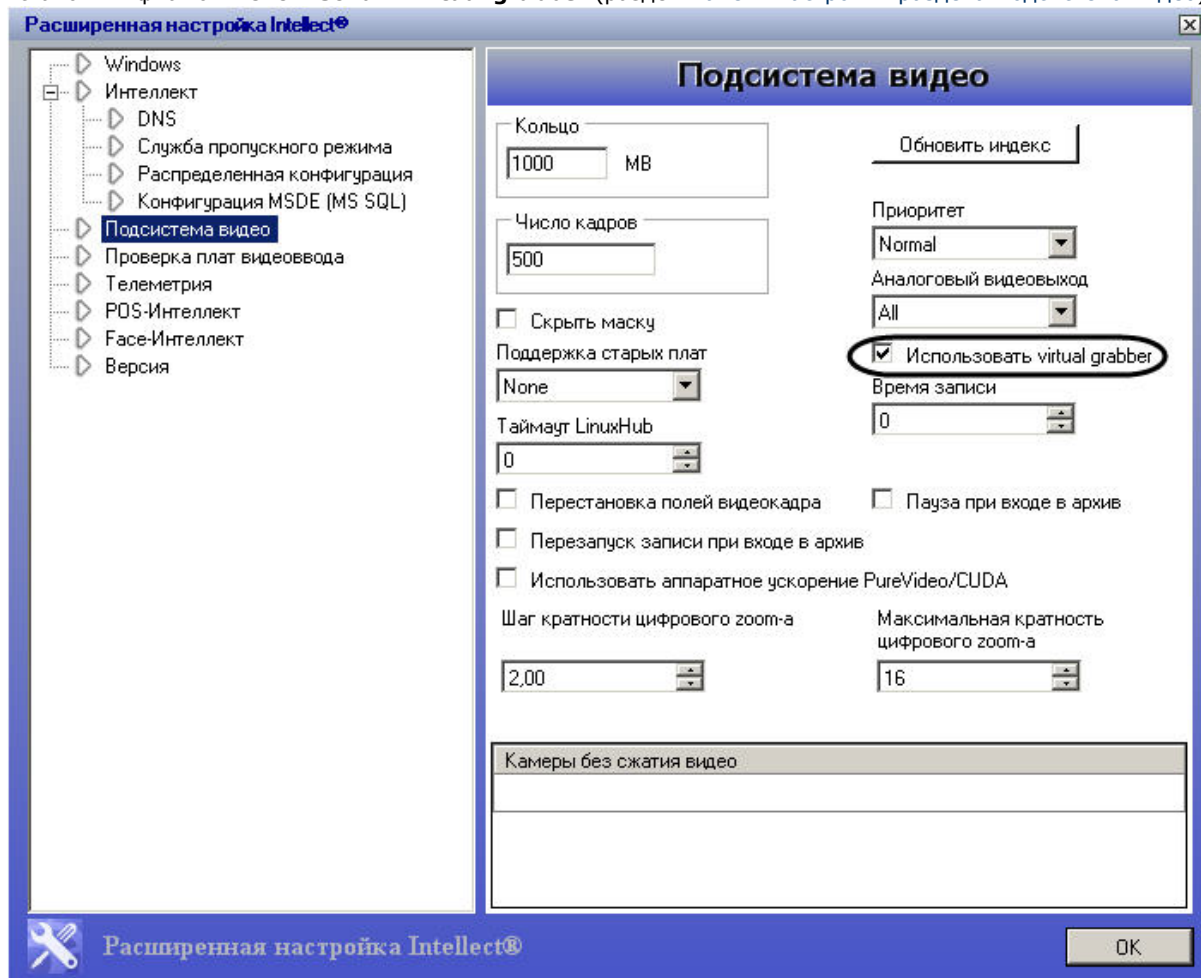 Расширенная настройка Intellect®
Windows
Интеллект
DNS
Служба пропускного режима
Распределенная конфигурация
Конфигурация MSDE (MS SQL)
Подсистема видео
Проверка плат видеоввода
Телеметрия
POS-Интеллект
Face-Интеллект
Версия
Подсистема видео
Кольцо
1000 MB
Обновить индекс
Число кадров
500
Приоритет
Normal
Аналоговый видеовыход
All
Скрыть маску
Использовать virtual grabber
Поддержка старых плат
None
Время записи
0
Таймаут LinuxHub
0
Перестановка полей видеокадра
Пауза при входе в архив
Перезапуск записи при входе в архив
Использовать аппаратное ускорение PureVideo/CUDA
Шаг кратности цифрового zoom-а
2,00
Максимальная кратность
цифрового zoom-а
16
Камеры без сжатия видео
Расширенная настройка Intellect®
OK